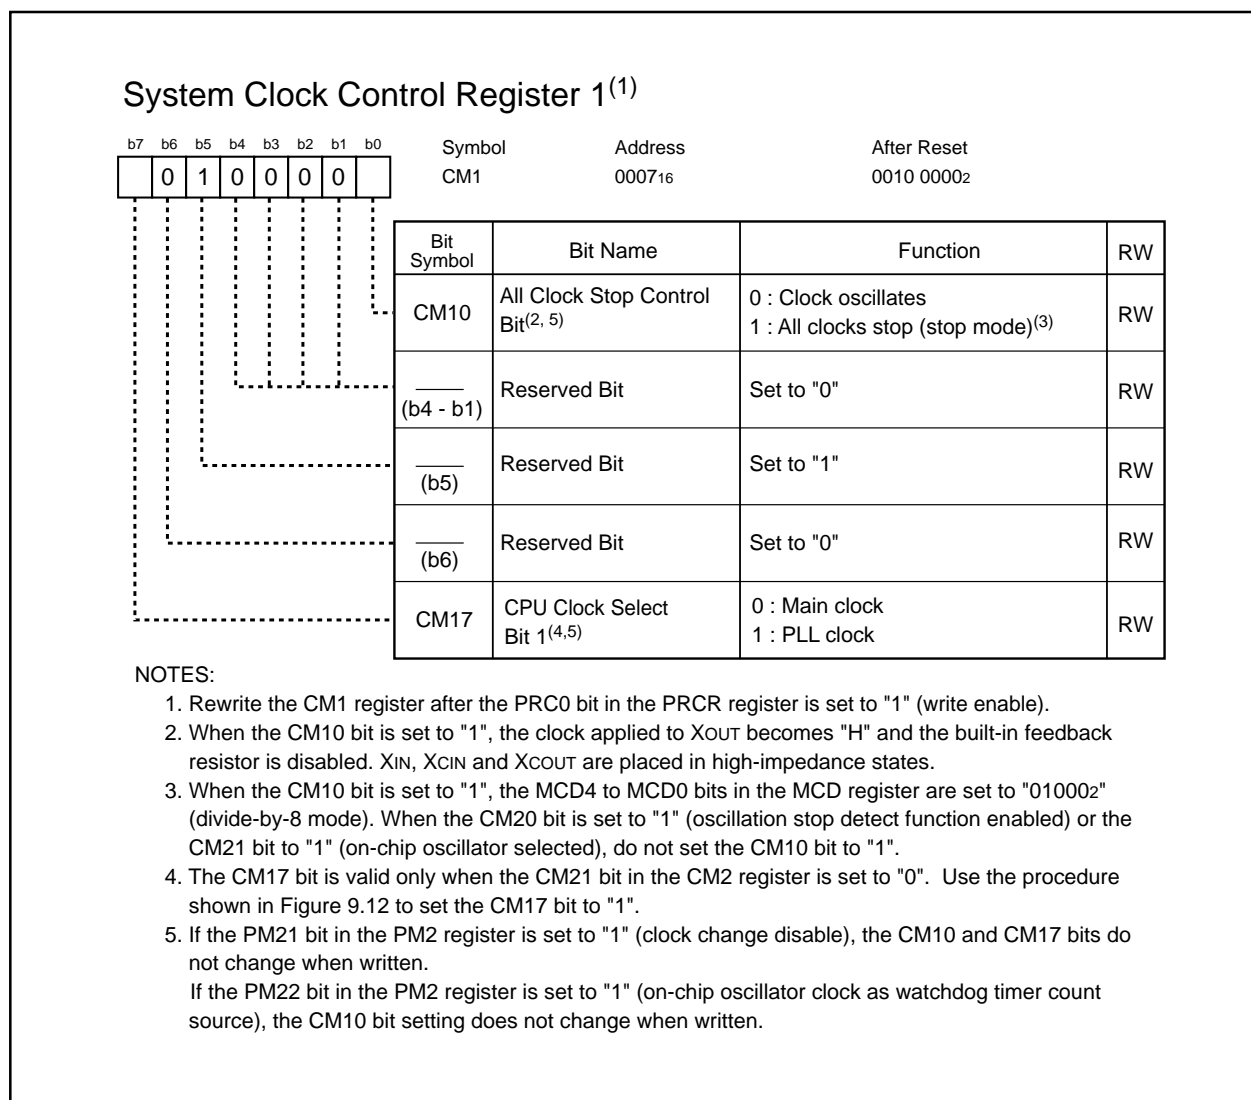 System Clock Control Register 1(1)
b7 b6 b5 b4 b3 b2 b1 b0 Symbol Address After Reset
0 1 0 0 0 0 CM1 000716 0010 00002
Bit Symbol Bit Name Function RW
CM10 All Clock Stop Control Bit(2, 5) 0 : Clock oscillates 1 : All clocks stop (stop mode)(3) RW
(b4 - b1) Reserved Bit Set to "0" RW
(b5) Reserved Bit Set to "1" RW
(b6) Reserved Bit Set to "0" RW
CM17 CPU Clock Select Bit 1(4,5) 0 : Main clock 1 : PLL clock RW
NOTES:
1. Rewrite the CM1 register after the PRC0 bit in the PRCR register is set to "1" (write enable).
2. When the CM10 bit is set to "1", the clock applied to XOUT becomes "H" and the built-in feedback
resistor is disabled. XIN, XCIN and XCOUT are placed in high-impedance states.
3. When the CM10 bit is set to "1", the MCD4 to MCD0 bits in the MCD register are set to "010002"
(divide-by-8 mode). When the CM20 bit is set to "1" (oscillation stop detect function enabled) or the
CM21 bit to "1" (on-chip oscillator selected), do not set the CM10 bit to "1".
4. The CM17 bit is valid only when the CM21 bit in the CM2 register is set to "0". Use the procedure
shown in Figure 9.12 to set the CM17 bit to "1".
5. If the PM21 bit in the PM2 register is set to "1" (clock change disable), the CM10 and CM17 bits do
not change when written.
If the PM22 bit in the PM2 register is set to "1" (on-chip oscillator clock as watchdog timer count
source), the CM10 bit setting does not change when written.